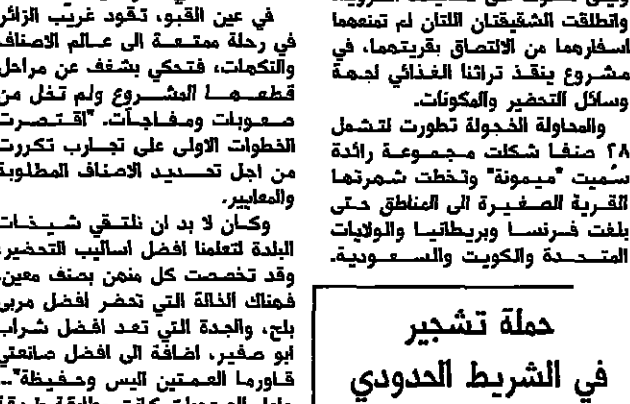 وانطلقت الشقيقتان اللتان لم تمنعهما
اسفارهما من الالتصاق بقريتهما، في
مشروع ينقذ تراثنا الغذائي لجهة
وسائل التحضير والمكونات.
والمحاولة الخجولة تطورت لتشمل
٢٨ صنفا شكلت مجموعة رائدة
سميت "ميمونة" وتخطت شهرتها
القرية الصغيرة الى المناطق حتى
بلغت فرنسا وبريطانيا والولايات
المتحدة والكويت والسعودية.
حملة تشجير
في الشريط الحدودي
في عين القبو، تقود غريب الزائر
في رحلة ممتعة الى عالم الاصناف
والنكهات، فتحكي بشغف عن مراحل
قطعها المشروع ولم تخل من
صعوبات ومفاجآت. "اقتصرت
الخطوات الاولى على تجارب تكررت
من اجل تحديد الاصناف المطلوبة
والمعايير.
وكان لا بد ان نلتقي شيخات
البلدة لتعلمنا افضل اساليب التحضير،
وقد تخصصت كل منهن بصنف معين.
فهناك الخالة التي تحضر افضل مربى
بلح، والجدة التي تعد افضل شراب
ابو صفير، اضافة الى افضل صانعتي
قاورما العمتين اليس وحفيظة"..